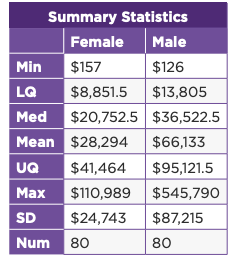 Summary Statistics
Female Male
Min $157 $126
LQ $8,851.5 $13,805
Med $20,752.5 $36,522.5
Mean $28,294 $66,133
UQ $41,464 $95,121.5
Max $110,989 $545,790
SD $24,743 $87,215
Num 80 80